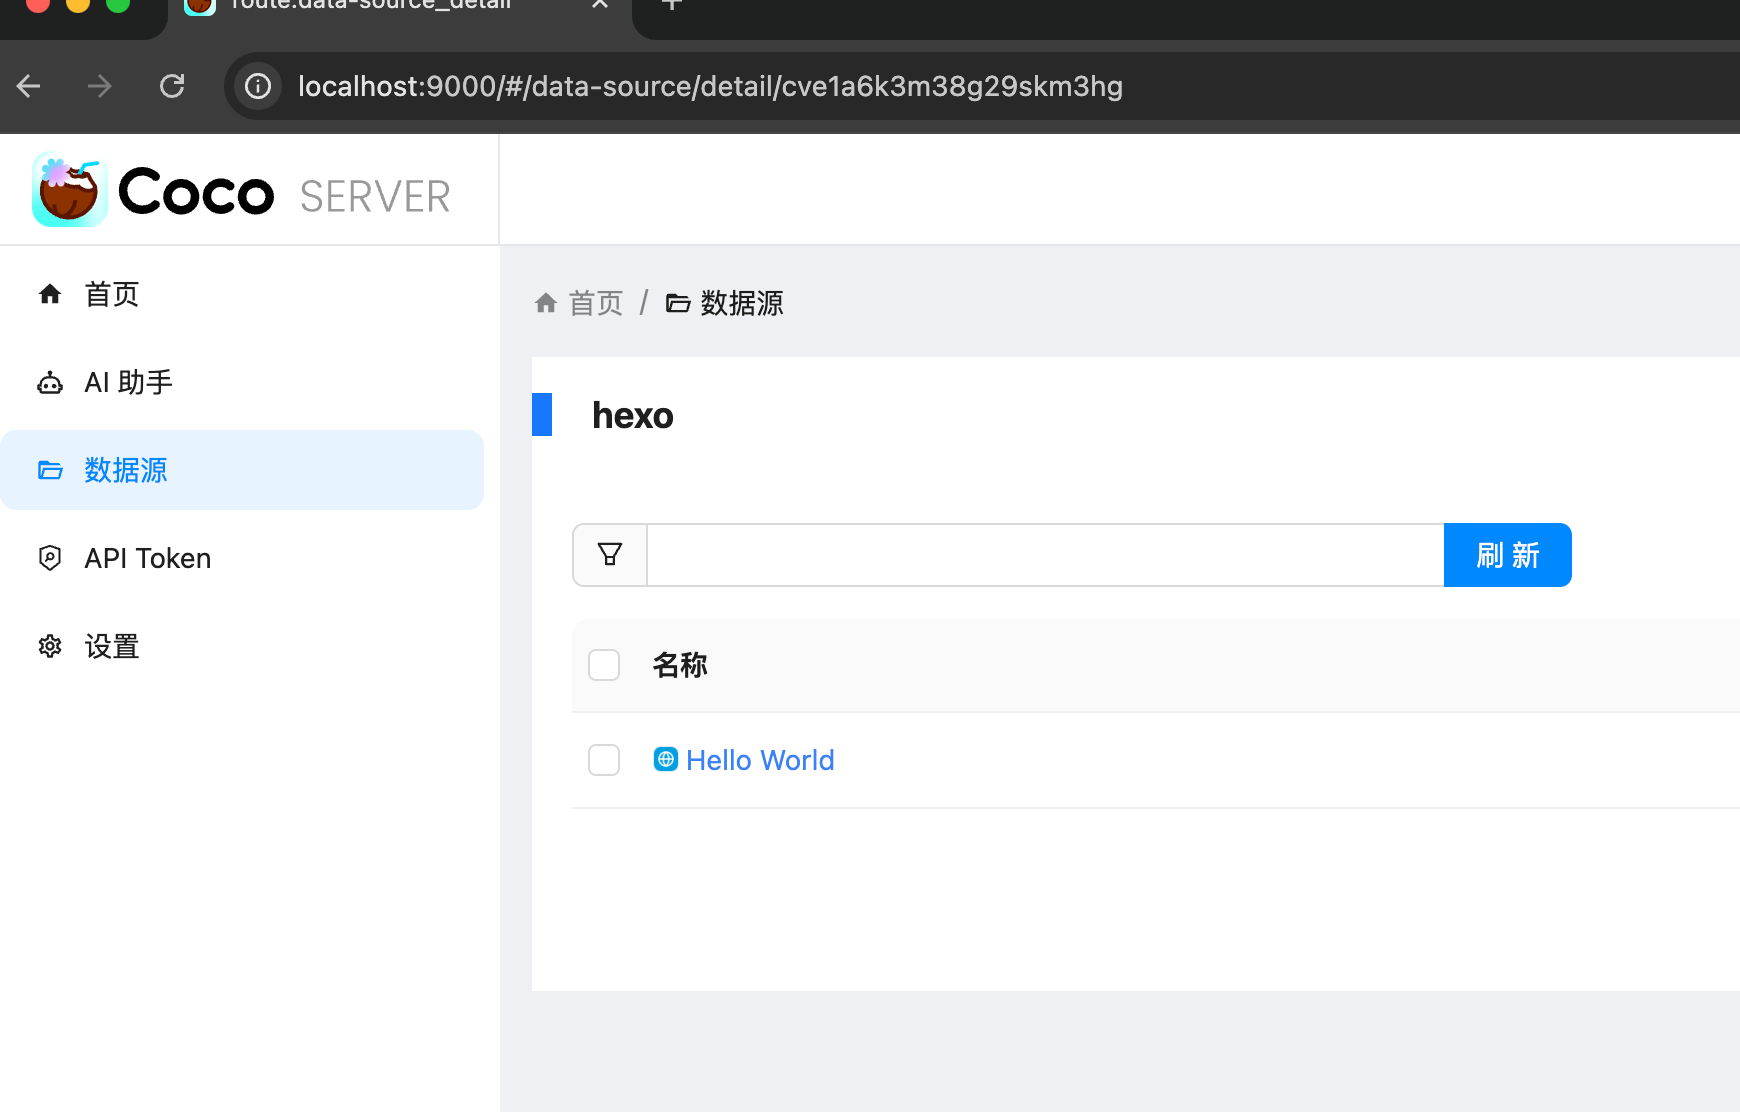 route.data-source_detail
localhost:9000/#/data-source/detail/cve1a6k3m38g29skm3hg
Coco SERVER
首页
AI 助手
数据源
API Token
设置
首页 / 数据源
hexo
刷 新
名称
Hello World